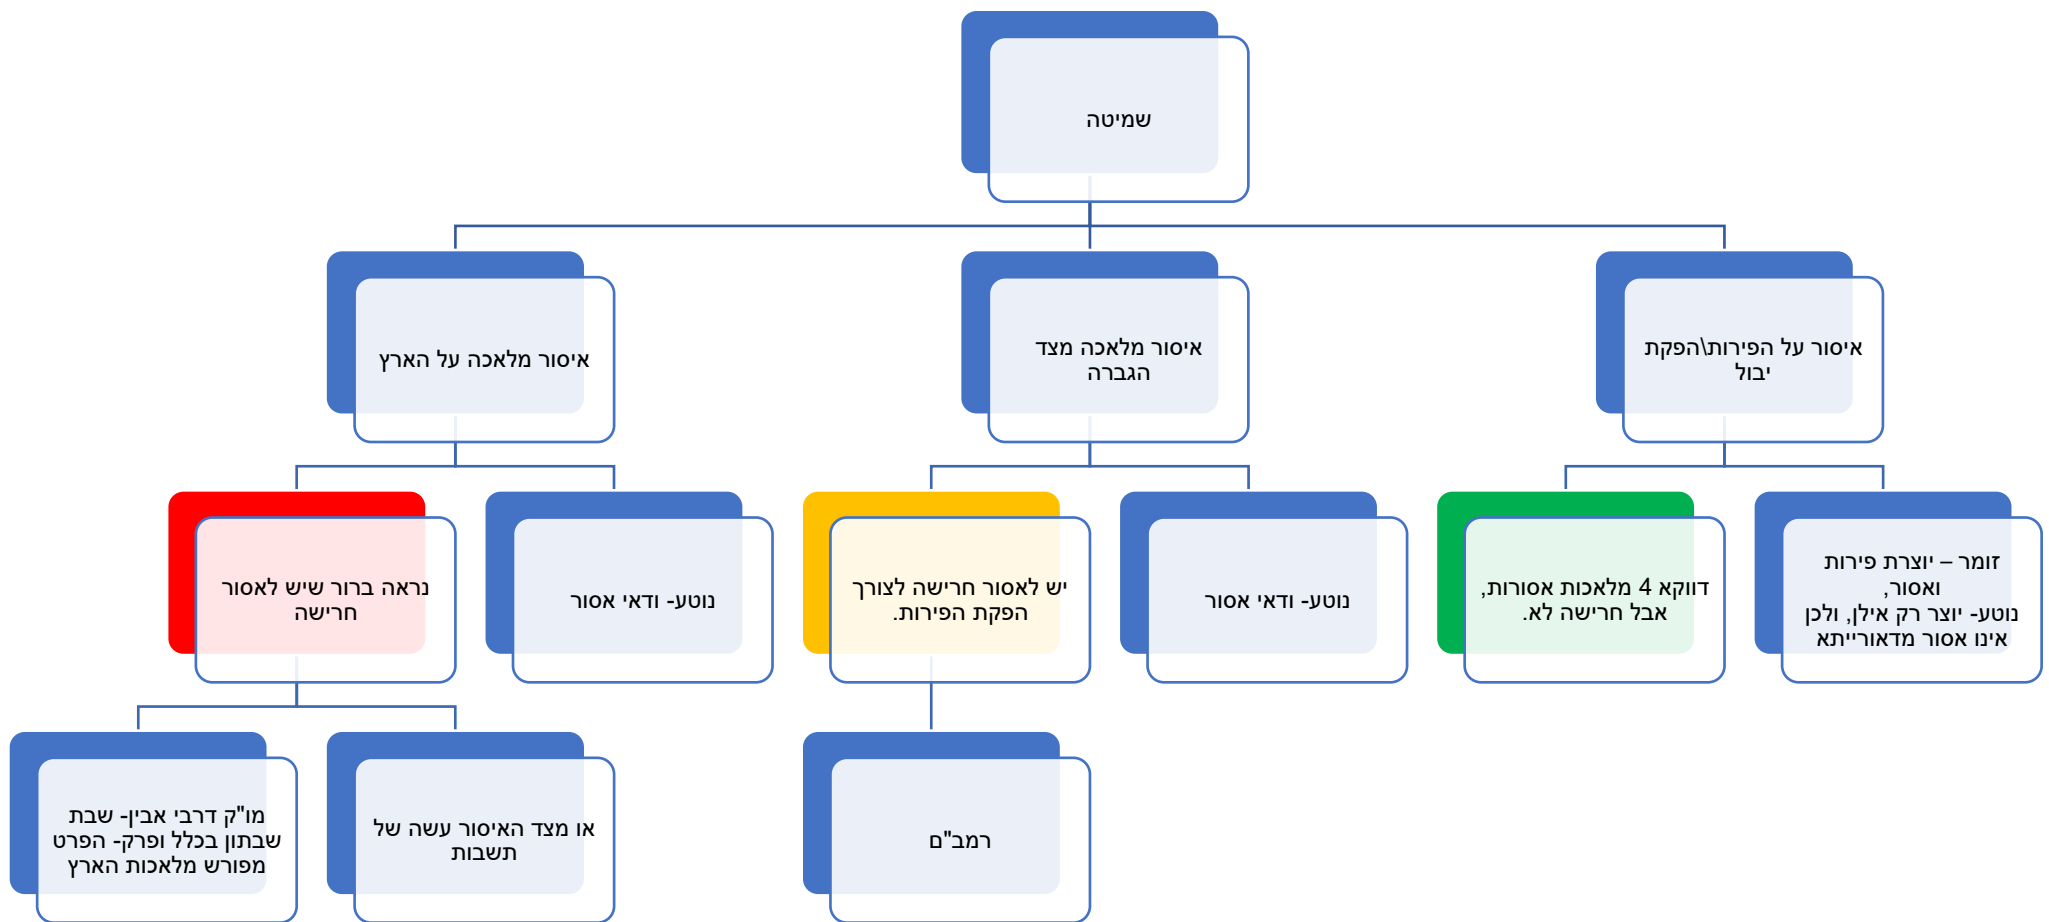 שמיטה
איסור על הפירות\הפקת
יבול
איסור מלאכה מצד
הגברה
איסור מלאכה על הארץ
זומר – יוצרת פירות
ואסור,
נוטע- יוצר רק אילן, ולכן
אינו אסור מדאורייתא
דווקא 4 מלאכות אסורות,
אבל חרישה לא.
נוטע- ודאי אסור
יש לאסור חרישה לצורך
הפקת הפירות.
נוטע- ודאי אסור
נראה ברור שיש לאסור
חרישה
רמב"ם
או מצד האיסור עשה של
תשבות
מו"ק דרבי אבין- שבת
שבתון בכלל ופרק- הפרט
מפורש מלאכות הארץ